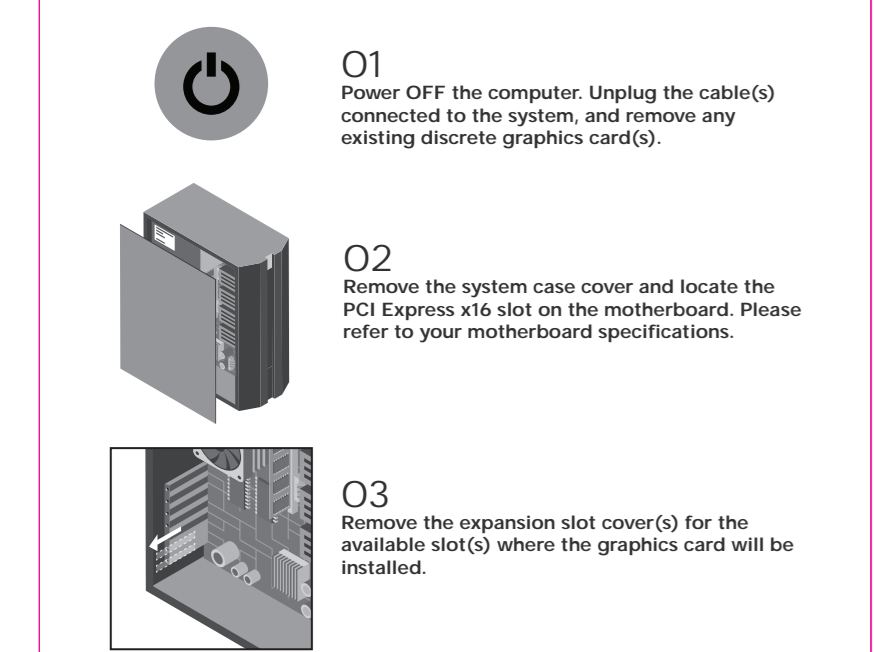 01
Power OFF the computer. Unplug the cable(s)
connected to the system, and remove any
existing discrete graphics card(s).
02
Remove the system case cover and locate the
PCI Express x16 slot on the motherboard. Please
refer to your motherboard specifications.
03
Remove the expansion slot cover(s) for the
available slot(s) where the graphics card will be
installed.